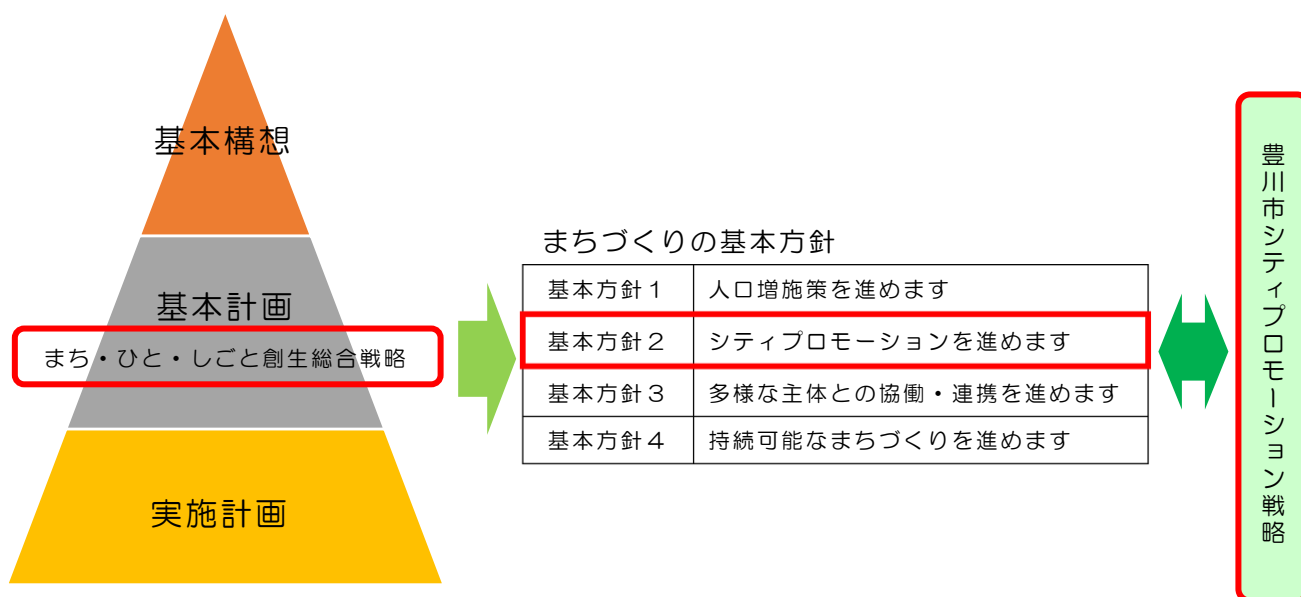 基本構想
基本計画
まち・ひと・しごと創生総合戦略
実施計画
まちづくりの基本方針
基本方針１ 人口増施策を進めます
基本方針２ シティプロモーションを進めます
基本方針３ 多様な主体との協働・連携を進めます
基本方針４ 持続可能なまちづくりを進めます
豊川市シティプロモーション戦略